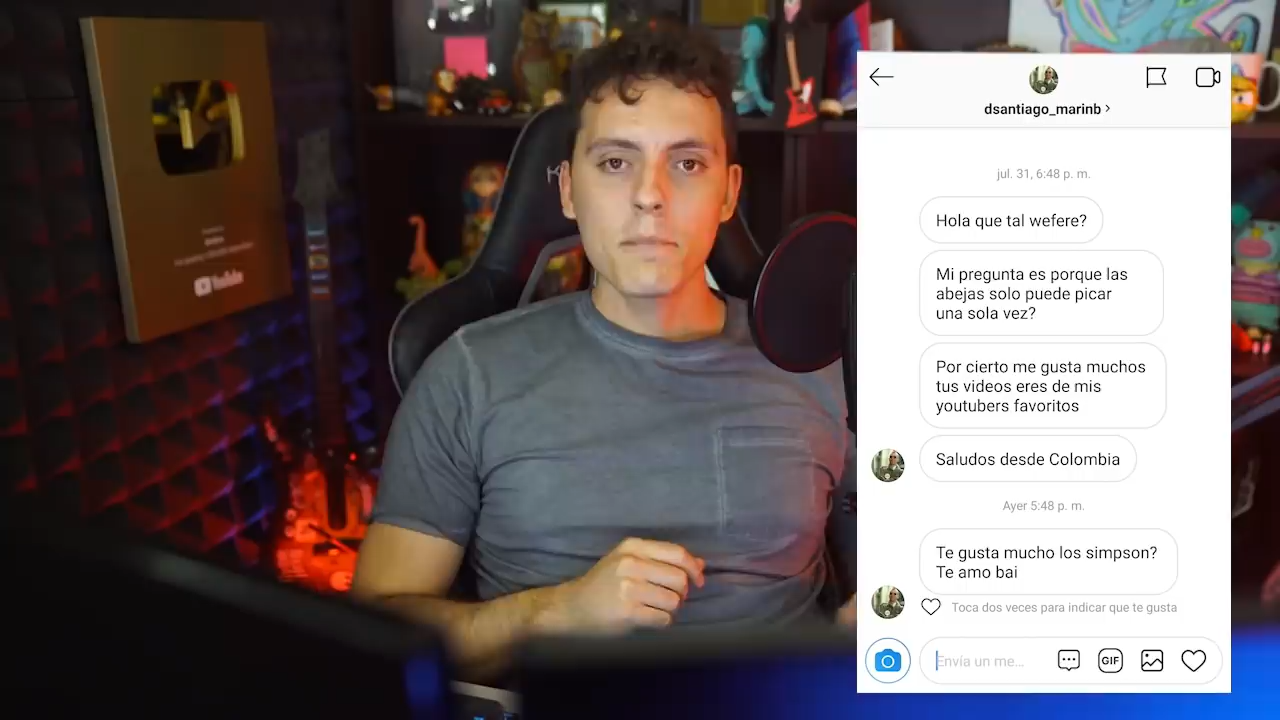 YouTube
dsantiago_marinb
jul. 31, 6:48 p. m.
Hola que tal wefere?
Mi pregunta es porque las
abejas solo puede picar
una sola vez?
Por cierto me gusta muchos
tus videos eres de mis
youtubers favoritos
Saludos desde Colombia
Ayer 5:48 p. m.
Te gusta mucho los simpson?
Te amo bai
Toca dos veces para indicar que te gusta
Envía un me...
GIF